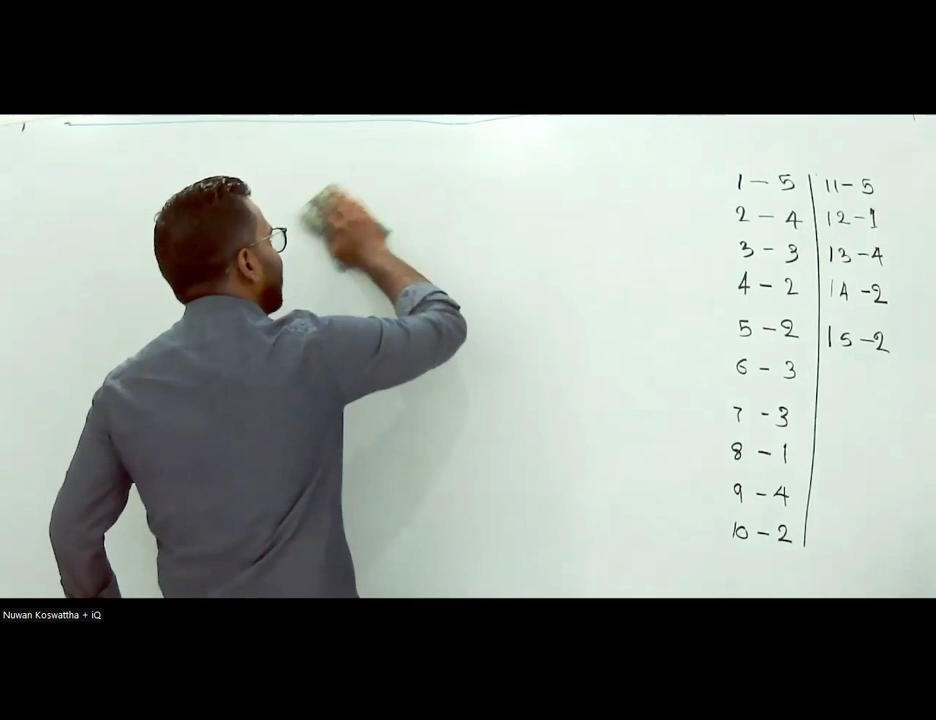 1 - 5
2 - 4
3 - 3
4 - 2
5 - 2
6 - 3
7 - 3
8 - 1
9 - 4
10 - 2
11 - 5
12 - 1
13 - 4
14 - 2
15 - 2
Nuwan Koswattha + iQ